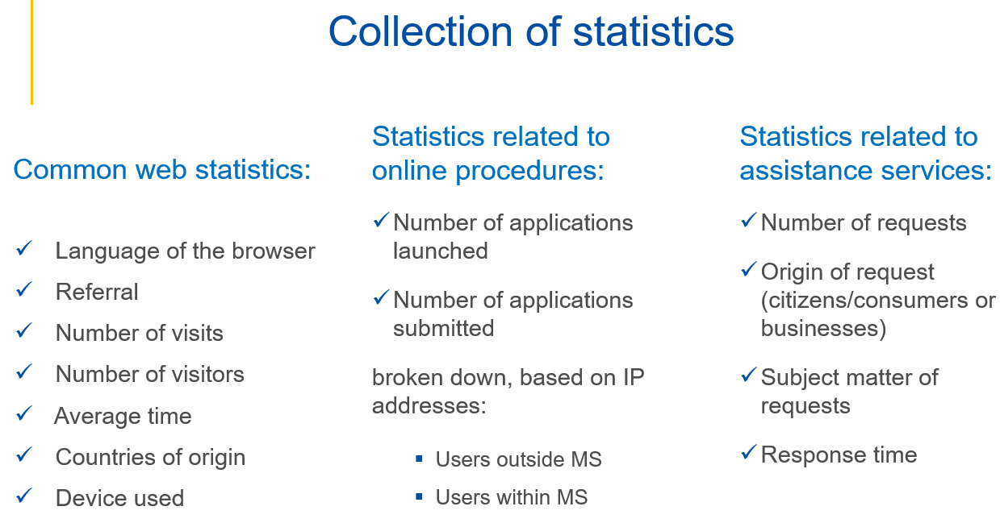 Collection of statistics
Common web statistics:
✓ Language of the browser
✓ Referral
✓ Number of visits
✓ Number of visitors
✓ Average time
✓ Countries of origin
✓ Device used
Statistics related to
online procedures:
✓ Number of applications
launched
✓ Number of applications
submitted
broken down, based on IP
addresses:
▪ Users outside MS
▪ Users within MS
Statistics related to
assistance services:
✓ Number of requests
✓ Origin of request
(citizens/consumers or
businesses)
✓ Subject matter of
requests
✓ Response time